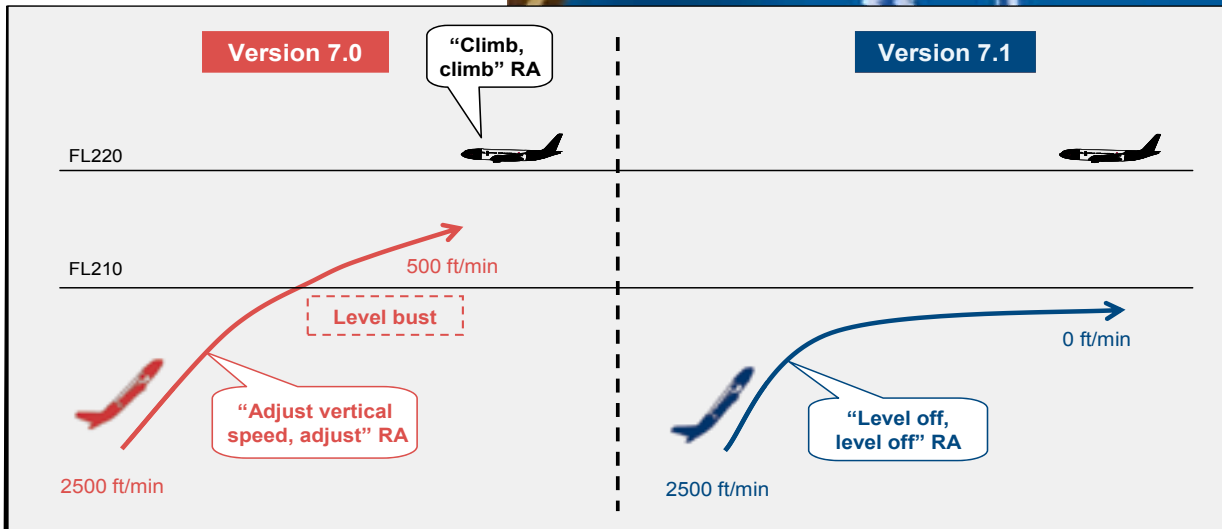 Version 7.0
“Climb,
climb” RA
FL220
FL210
500 ft/min
Level bust
“Adjust vertical
speed, adjust” RA
2500 ft/min
Version 7.1
0 ft/min
“Level off,
level off” RA
2500 ft/min